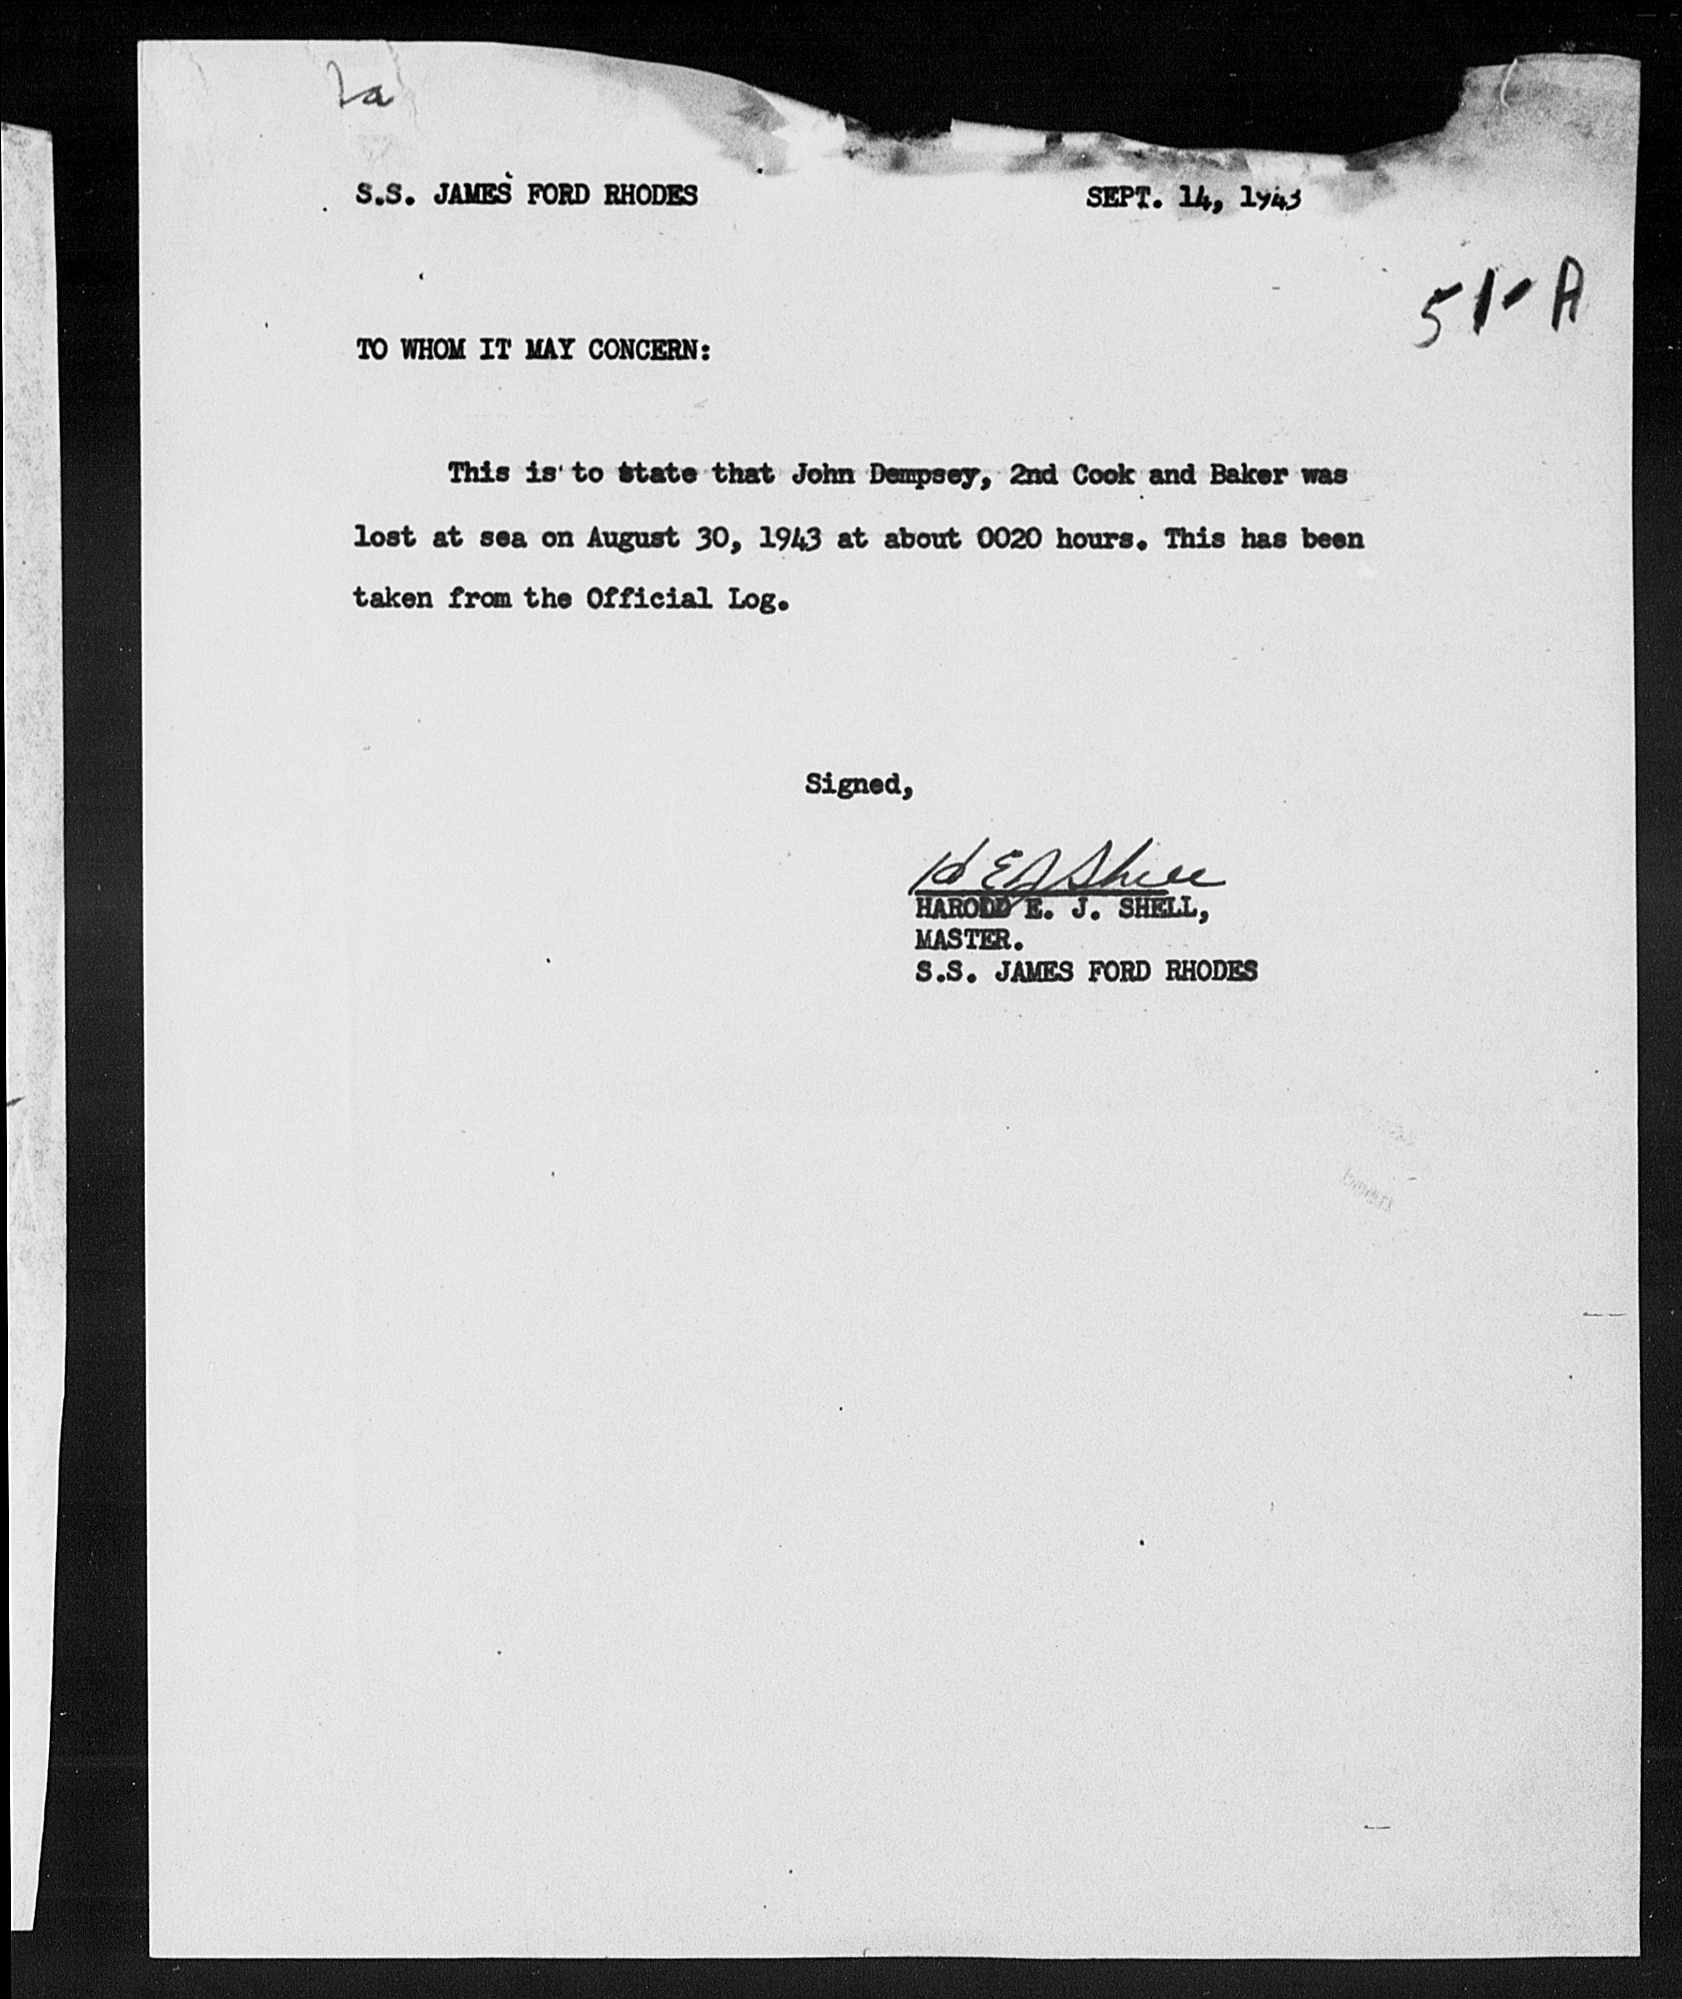 2a
S.S. JAMES FORD RHODES SEPT. 14, 1943
51-A
TO WHOM IT MAY CONCERN:
This is to state that John Dempsey, 2nd Cook and Baker was
lost at sea on August 30, 1943 at about 0020 hours. This has been
taken from the Official Log.
Signed,
H E J Shell
HAROLD E. J. SHELL,
MASTER.
S.S. JAMES FORD RHODES